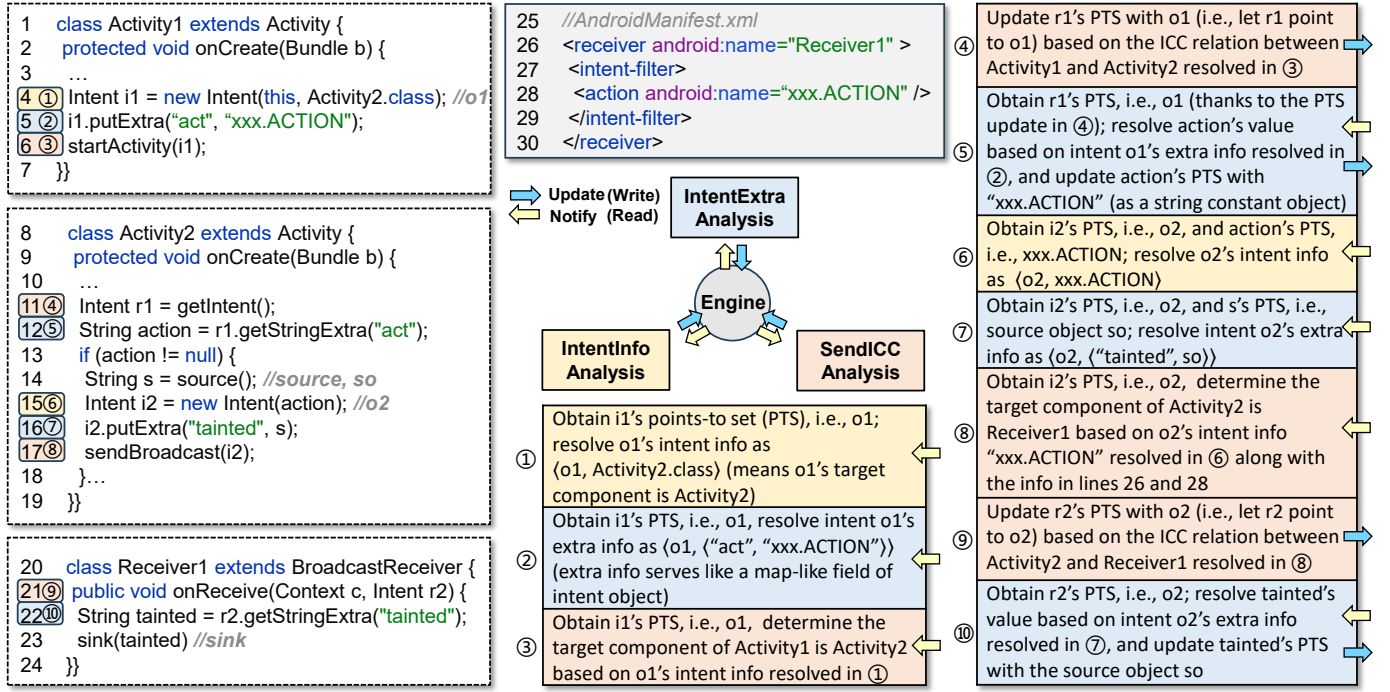 1 class Activity1 extends Activity {
2 protected void onCreate(Bundle b) {
3 …
4 ① Intent i1 = new Intent(this, Activity2.class); //o1
5 ② i1.putExtra(“act”, “xxx.ACTION");
6 ③ startActivity(i1);
7 }}
8 class Activity2 extends Activity {
9 protected void onCreate(Bundle b) {
10 …
11④ Intent r1 = getIntent();
12⑤ String action = r1.getStringExtra("act");
13 if (action != null) {
14 String s = source(); //source, so
15⑥ Intent i2 = new Intent(action); //o2
16⑦ i2.putExtra("tainted", s);
17⑧ sendBroadcast(i2);
18 }…
19 }}
20 class Receiver1 extends BroadcastReceiver {
21⑨ public void onReceive(Context c, Intent r2) {
22⑩ String tainted = r2.getStringExtra("tainted");
23 sink(tainted) //sink
24 }}
25 //AndroidManifest.xml
26 <receiver android:name="Receiver1" >
27 <intent-filter>
28 <action android:name=“xxx.ACTION" />
29 </intent-filter>
30 </receiver>
Update (Write)
Notify (Read)
IntentExtra
Analysis
Engine
IntentInfo
Analysis
SendICC
Analysis
①
Obtain i1’s points-to set (PTS), i.e., o1;
resolve o1’s intent info as
⟨o1, Activity2.class⟩ (means o1’s target
component is Activity2)
②
Obtain i1’s PTS, i.e., o1, resolve intent o1’s
extra info as ⟨o1, ⟨“act”, “xxx.ACTION”⟩⟩
(extra info serves like a map-like field of
intent object)
③
Obtain i1’s PTS, i.e., o1, determine the
target component of Activity1 is Activity2
based on o1’s intent info resolved in ①
④
Update r1’s PTS with o1 (i.e., let r1 point
to o1) based on the ICC relation between
Activity1 and Activity2 resolved in ③
⑤
Obtain r1’s PTS, i.e., o1 (thanks to the PTS
update in ④); resolve action’s value
based on intent o1’s extra info resolved in
②, and update action’s PTS with
“xxx.ACTION” (as a string constant object)
⑥
Obtain i2’s PTS, i.e., o2, and action’s PTS,
i.e., xxx.ACTION; resolve o2’s intent info
as ⟨o2, xxx.ACTION⟩
⑦
Obtain i2’s PTS, i.e., o2, and s’s PTS, i.e.,
source object so; resolve intent o2’s extra
info as ⟨o2, ⟨“tainted”, so⟩⟩
⑧
Obtain i2’s PTS, i.e., o2, determine the
target component of Activity2 is
Receiver1 based on o2’s intent info
“xxx.ACTION” resolved in ⑥ along with
the info in lines 26 and 28
⑨
Update r2’s PTS with o2 (i.e., let r2 point
to o2) based on the ICC relation between
Activity2 and Receiver1 resolved in ⑧
⑩
Obtain r2’s PTS, i.e., o2; resolve tainted’s
value based on intent o2’s extra info
resolved in ⑦, and update tainted’s PTS
with the source object so